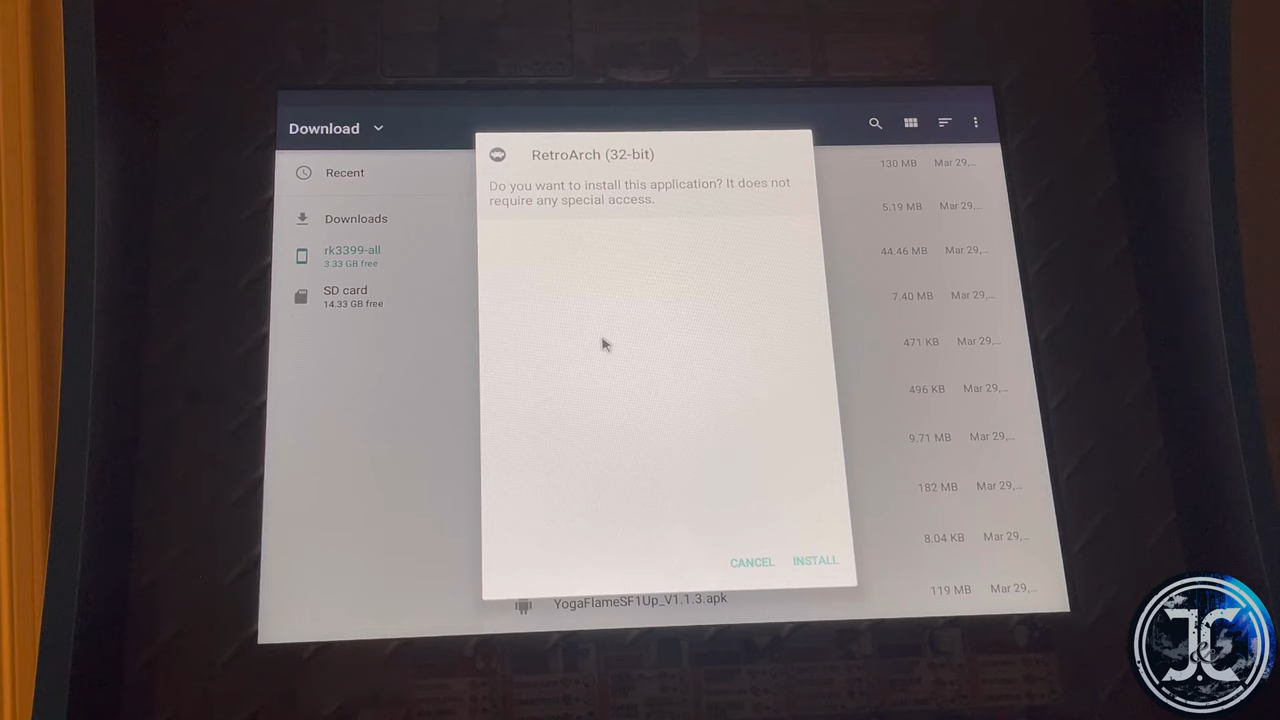 Download
RetroArch (32-bit)
Do you want to install this application? It does not
require any special access.
Recent
Downloads
rk3399-all
3.33 GB free
SD card
14.33 GB free
130 MB Mar 29,...
5.19 MB Mar 29,...
44.46 MB Mar 29,...
7.40 MB Mar 29,...
471 KB Mar 29,...
496 KB Mar 29,...
9.71 MB Mar 29,...
182 MB Mar 29,...
8.04 KB Mar 29,...
119 MB Mar 29,...
CANCEL INSTALL
YogaFlameSF1Up_V1.1.3.apk
J&C